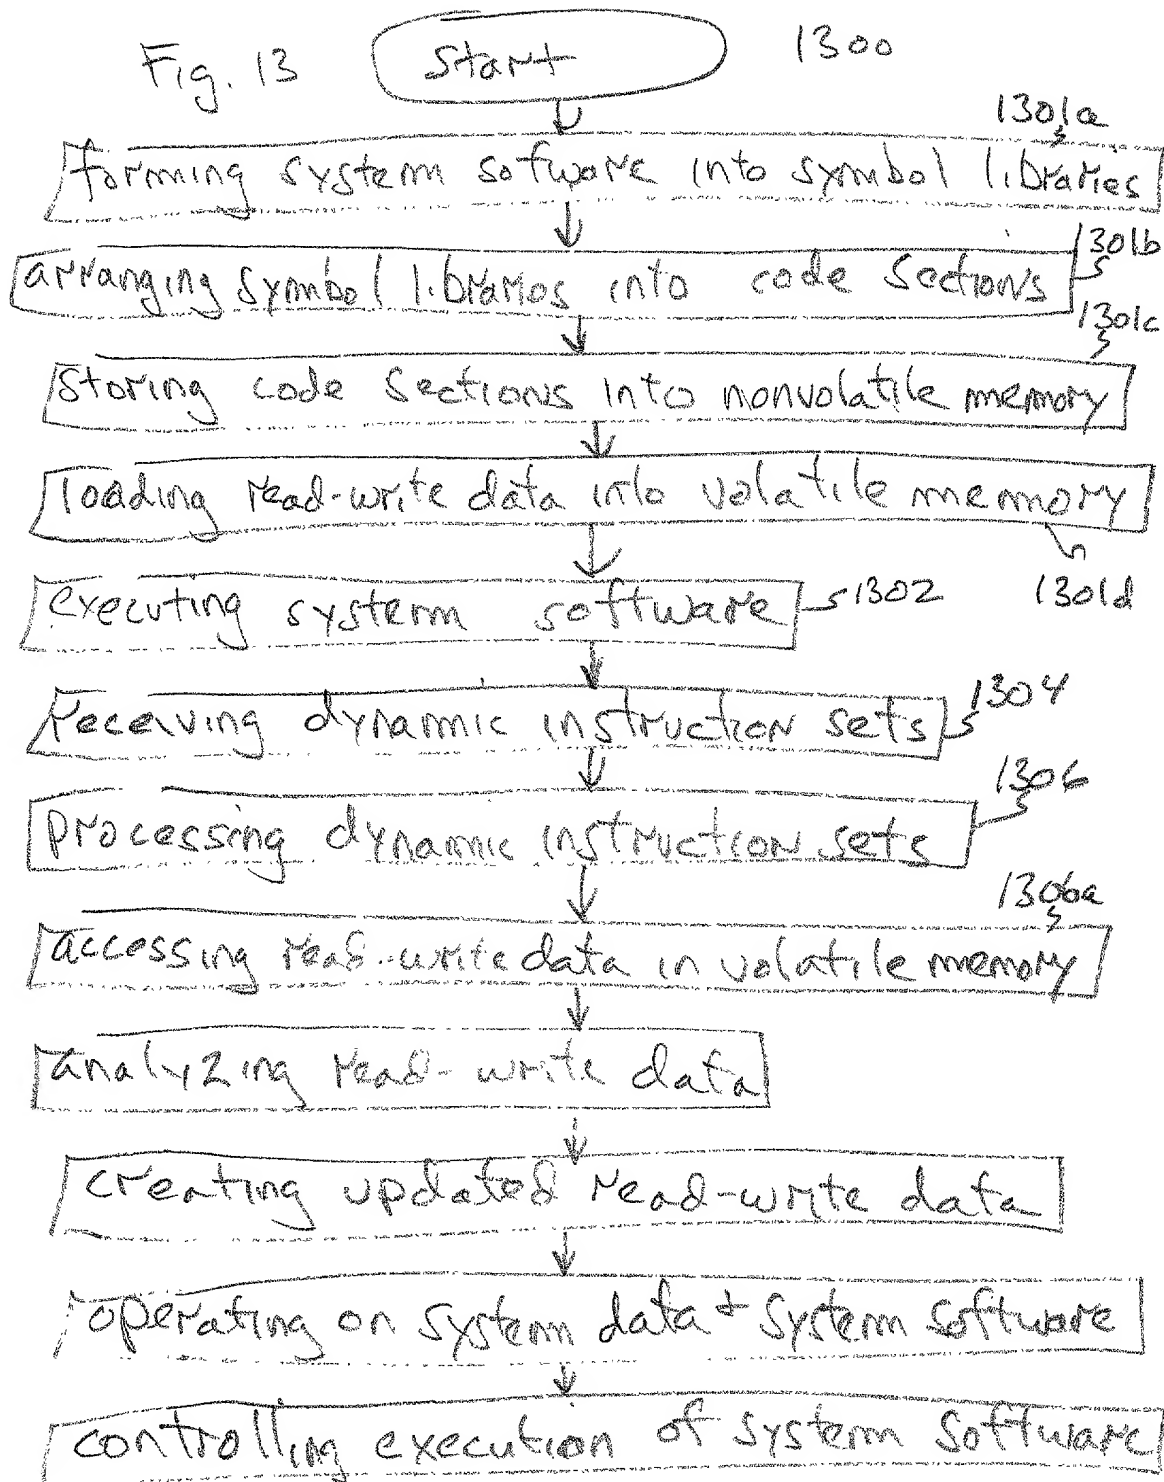 Fig. 13 Start 1300
1301a
forming system sofware into symbol libraries
1301b
arranging symbol libraries into code sections
1301c
storing code sections into nonvolatile memory
loading read-write data into volatile memory
executing system software 1302 1301d
receiving dynamic instruction sets 1304
1306
processing dynamic instruction sets
1306a
accessing read-write data in volatile memory
analyzing read-write data
creating updated read-write data
operating on system data + system software
controlling execution of system software